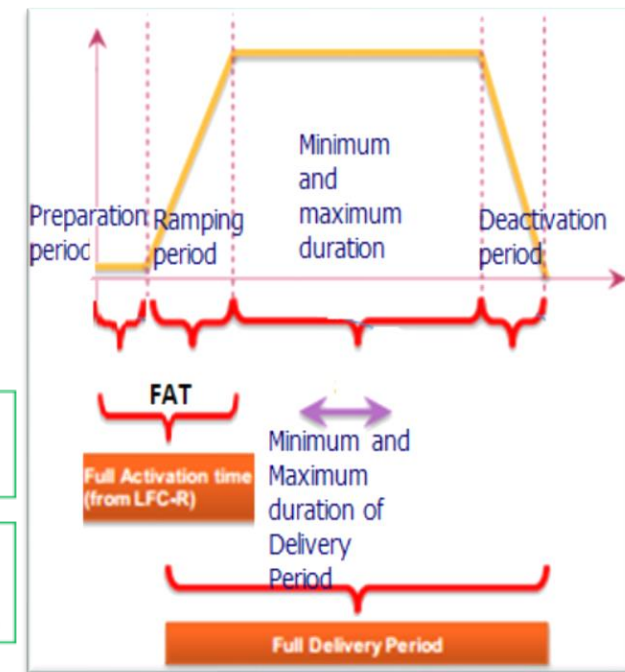 Preparation
period
Ramping
period
Minimum
and
maximum
duration
Deactivation
period
FAT
Full Activation time
(from LFC-R)
Minimum and
Maximum
duration of
Delivery
Period
Full Delivery Period